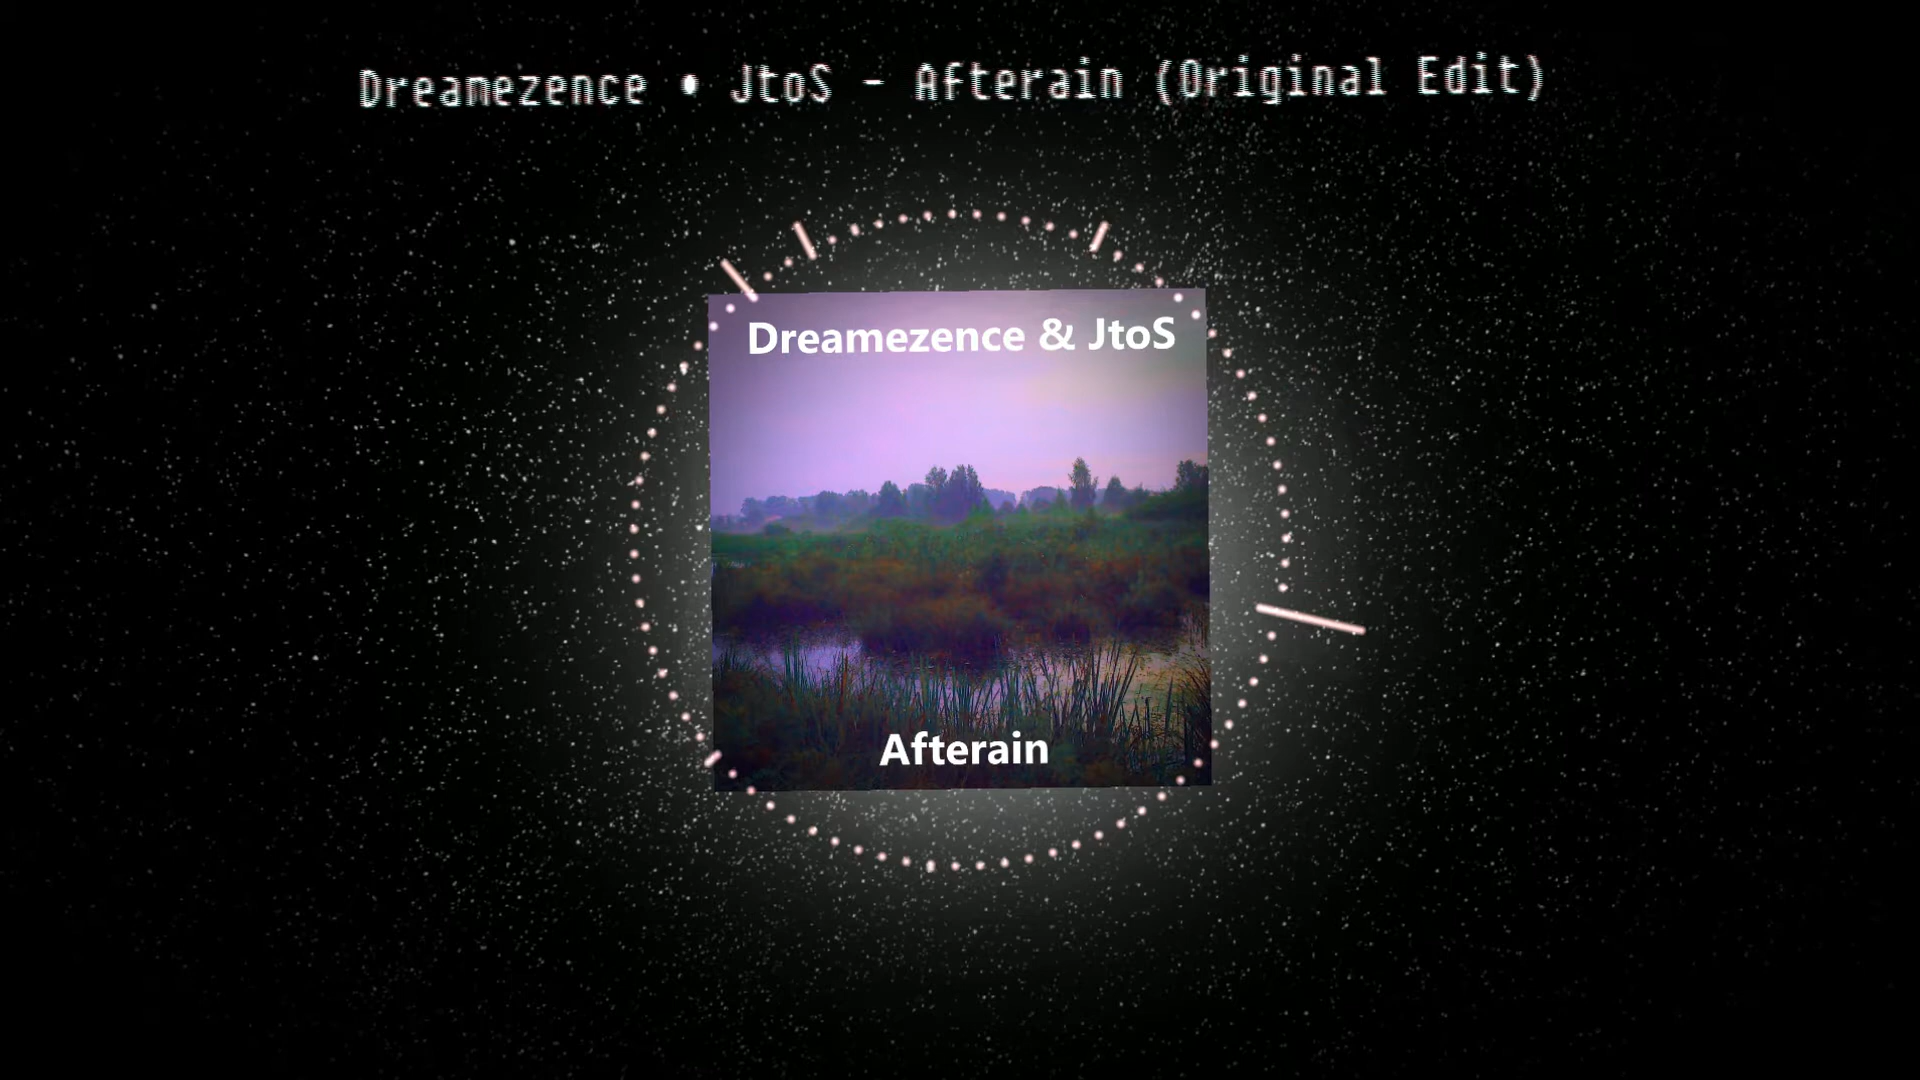 Dreamezence • JtoS - Afterain (Original Edit)
Dreamezence & JtoS
Afterain